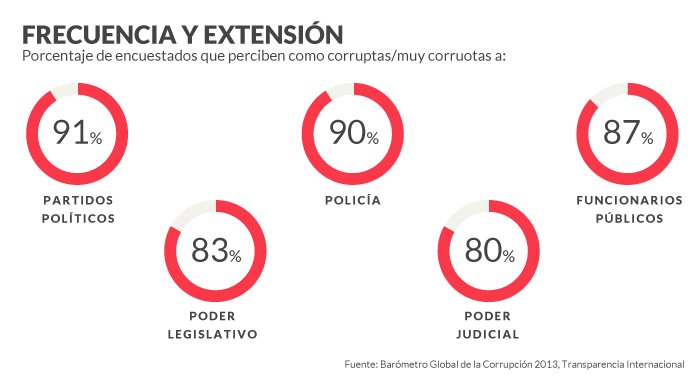 FRECUENCIA Y EXTENSIÓN
Porcentaje de encuestados que perciben como corruptas/muy corruotas a:
91%
PARTIDOS
POLÍTICOS
90%
POLICÍA
87%
FUNCIONARIOS
PÚBLICOS
83%
PODER
LEGISLATIVO
80%
PODER
JUDICIAL
Fuente: Barómetro Global de la Corrupción 2013, Transparencia Internacional